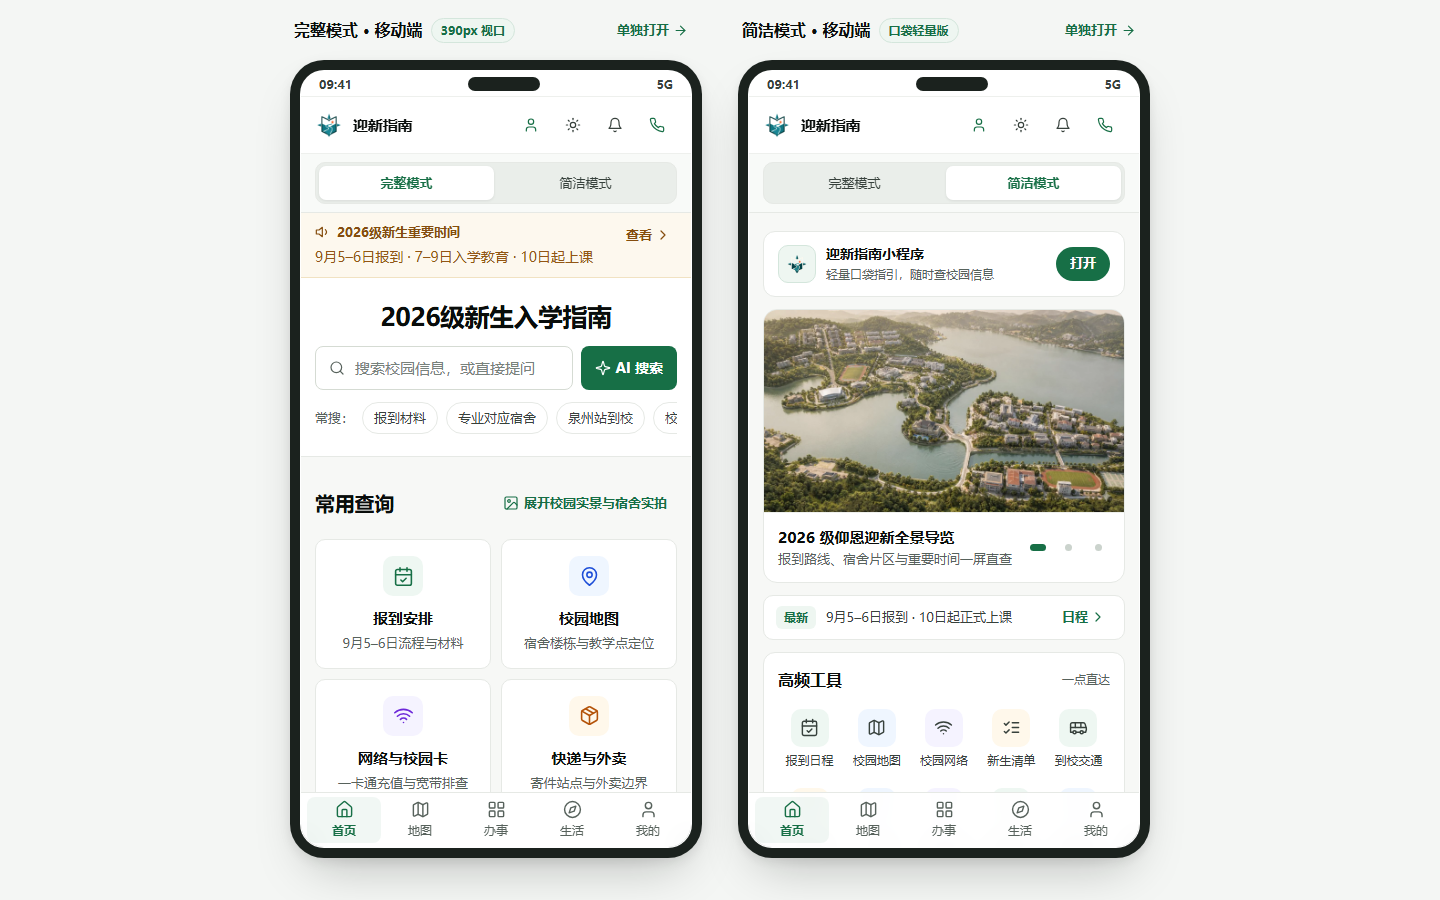 完整模式 • 移动端
390px 视口
单独打开 →
09:41
5G
迎新指南
完整模式
简洁模式
2026级新生重要时间
查看
9月5–6日报到 · 7–9日入学教育 · 10日起上课
2026级新生入学指南
搜索校园信息，或直接提问
AI 搜索
常搜：
报到材料
专业对应宿舍
泉州站到校
校
常用查询
展开校园实景与宿舍实拍
报到安排
9月5–6日流程与材料
校园地图
宿舍楼栋与教学点定位
网络与校园卡
一卡通充值与宽带排查
快递与外卖
寄件站点与外卖边界
首页
地图
办事
生活
我的
简洁模式 • 移动端
口袋轻量版
单独打开 →
09:41
5G
迎新指南
完整模式
简洁模式
迎新指南小程序
轻量口袋指引，随时查校园信息
打开
2026 级仰恩迎新全景导览
报到路线、宿舍片区与重要时间一屏直查
最新
9月5–6日报到 · 10日起正式上课
日程
高频工具
一点直达
报到日程
校园地图
校园网络
新生清单
到校交通
首页
地图
办事
生活
我的